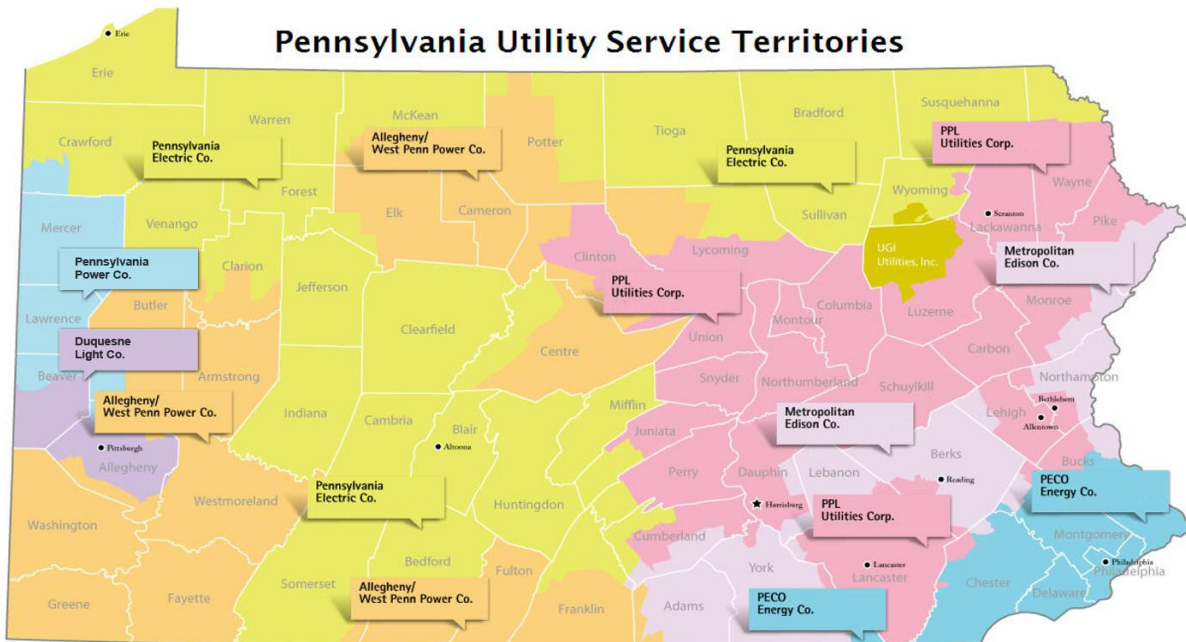 Pennsylvania Utility Service Territories
Erie
Erie
Crawford
Warren
McKean
Potter
Tioga
Bradford
Susquehanna
Pennsylvania
Electric Co.
Allegheny/
West Penn Power Co.
Pennsylvania
Electric Co.
PPL
Utilities Corp.
Wayne
Forest
Wyoming
Mercer
Venango
Elk
Cameron
Sullivan
Scranton
Lackawanna
Pike
Clinton
Lycoming
UGI
Utilities, Inc.
Metropolitan
Edison Co.
Pennsylvania
Power Co.
Clarion
Jefferson
PPL
Utilities Corp.
Monroe
Lawrence
Butler
Clearfield
Columbia
Luzerne
Montour
Union
Duquesne
Light Co.
Centre
Carbon
Beaver
Armstrong
Snyder
Northumberland
Schuylkill
Northampton
Allegheny/
West Penn Power Co.
Indiana
Cambria
Blair
Mifflin
Metropolitan
Edison Co.
Lehigh
Bethlehem
Allentown
Juniata
Pittsburgh
Allegheny
Altoona
Perry
Dauphin
Lebanon
Berks
Reading
Bucks
Pennsylvania
Electric Co.
Huntingdon
Harrisburg
PPL
Utilities Corp.
PECO
Energy Co.
Westmoreland
Washington
Cumberland
Montgomery
Bedford
Fulton
York
Lancaster
Lancaster
Philadelphia
Philadelphia
Somerset
Chester
Delaware
Greene
Fayette
Allegheny/
West Penn Power Co.
Franklin
Adams
PECO
Energy Co.